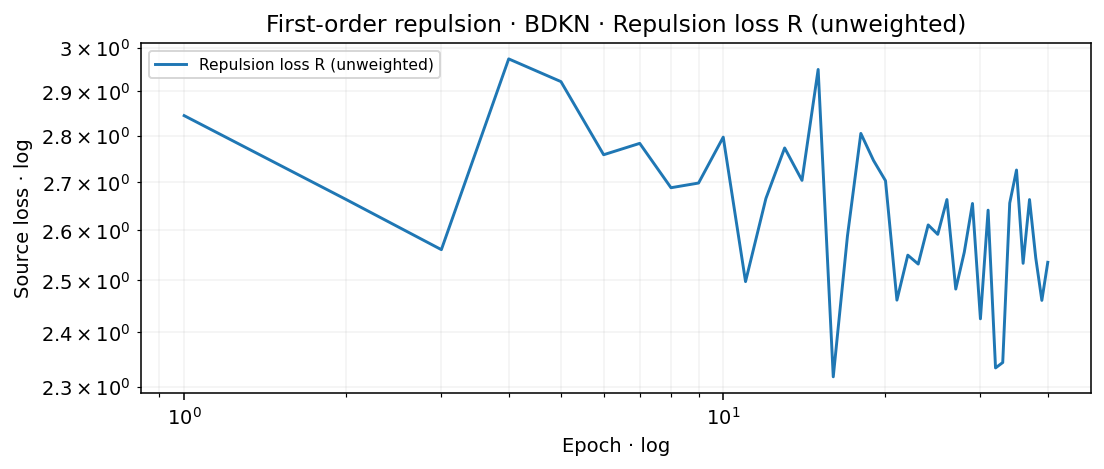 First-order repulsion · BDKN · Repulsion loss R (unweighted)
Repulsion loss R (unweighted)
Source loss · log
3 × 10⁰
2.9 × 10⁰
2.8 × 10⁰
2.7 × 10⁰
2.6 × 10⁰
2.5 × 10⁰
2.4 × 10⁰
2.3 × 10⁰
10⁰ 10¹
Epoch · log